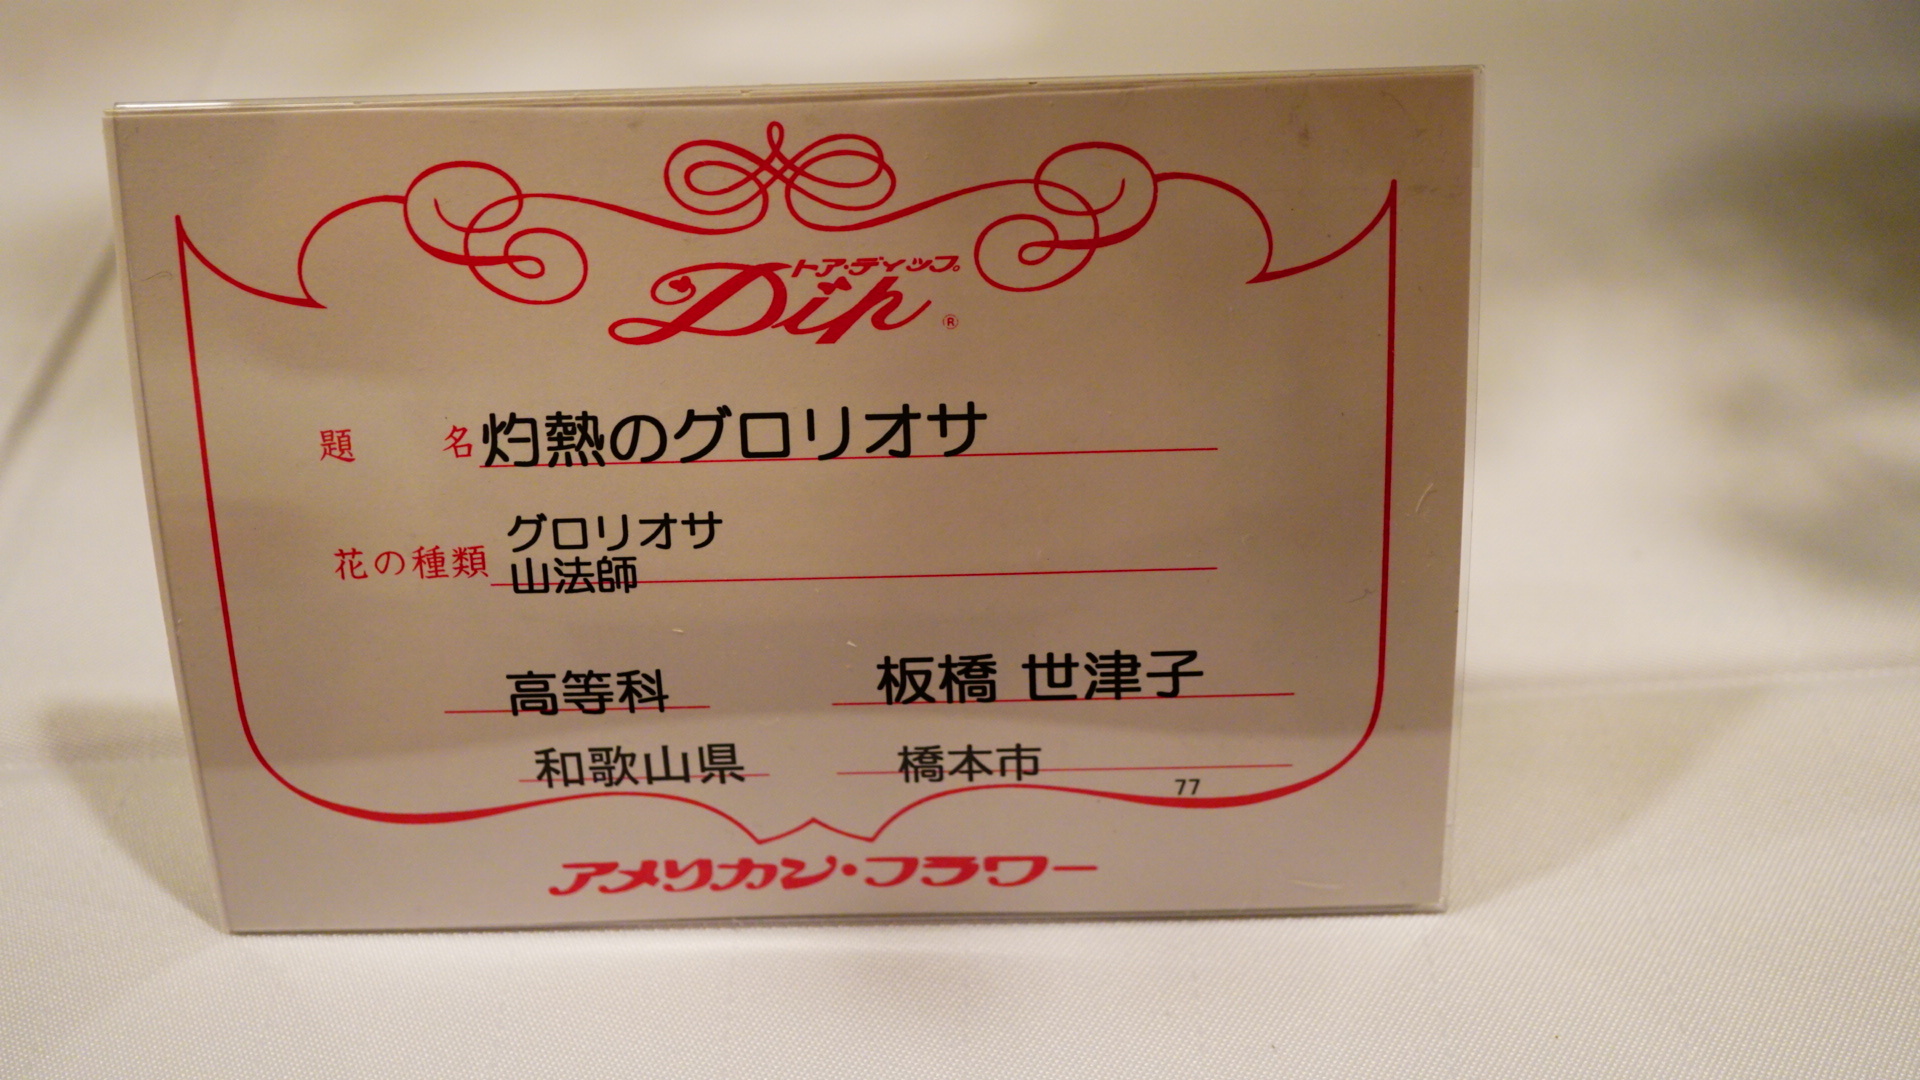 トア・ディップ。
Dip ®
題 名 灼熱のグロリオサ
花の種類 グロリオサ
山法師
高等科 板橋 世津子
和歌山県 橋本市
77
アメリカン・フラワー